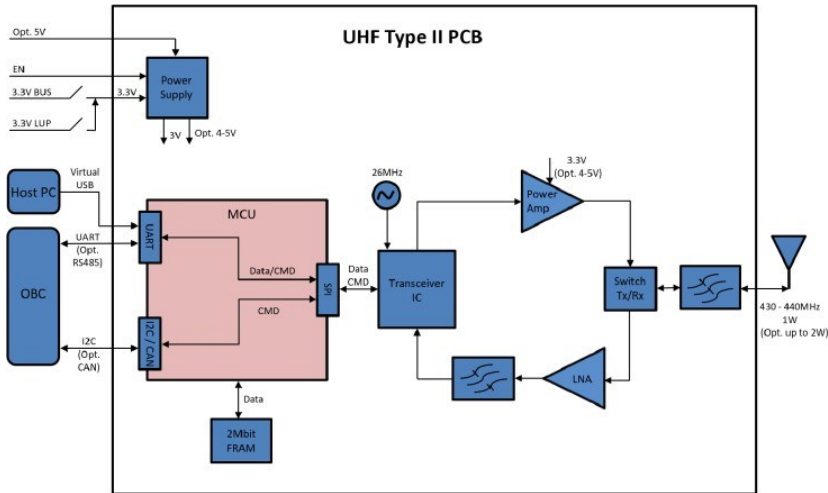 UHF Type II PCB
Opt. 5V
EN
3.3V BUS
3.3V
3.3V LUP
Power
Supply
3V
Opt. 4-5V
Host PC
Virtual
USB
OBC
UART
(Opt.
RS485)
I2C
(Opt.
CAN)
MCU
UART
I2C / CAN
Data/CMD
CMD
SPI
Data
CMD
Data
2Mbit
FRAM
26MHz
Transceiver
IC
3.3V
(Opt. 4-5V)
Power
Amp
Switch
Tx/Rx
LNA
430 - 440MHz
1W
(Opt. up to 2W)